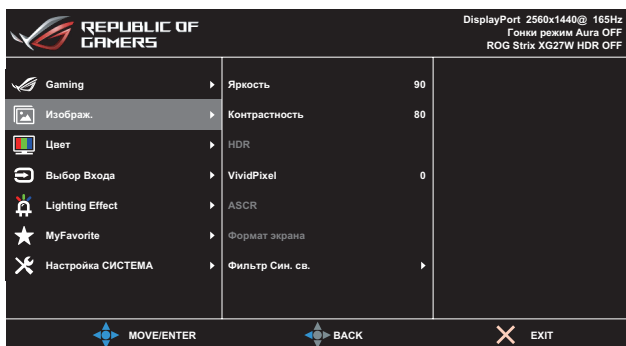 REPUBLIC OF
GAMERS
DisplayPort 2560x1440@ 165Hz
Гонки режим Aura OFF
ROG Strix XG27W HDR OFF
Gaming
Изображ.
Цвет
Выбор Входа
Lighting Effect
MyFavorite
Настройка СИСТЕМА
Яркость 90
Контрастность 80
HDR
VividPixel 0
ASCR
Формат экрана
Фильтр Син. св.
MOVE/ENTER
BACK
EXIT